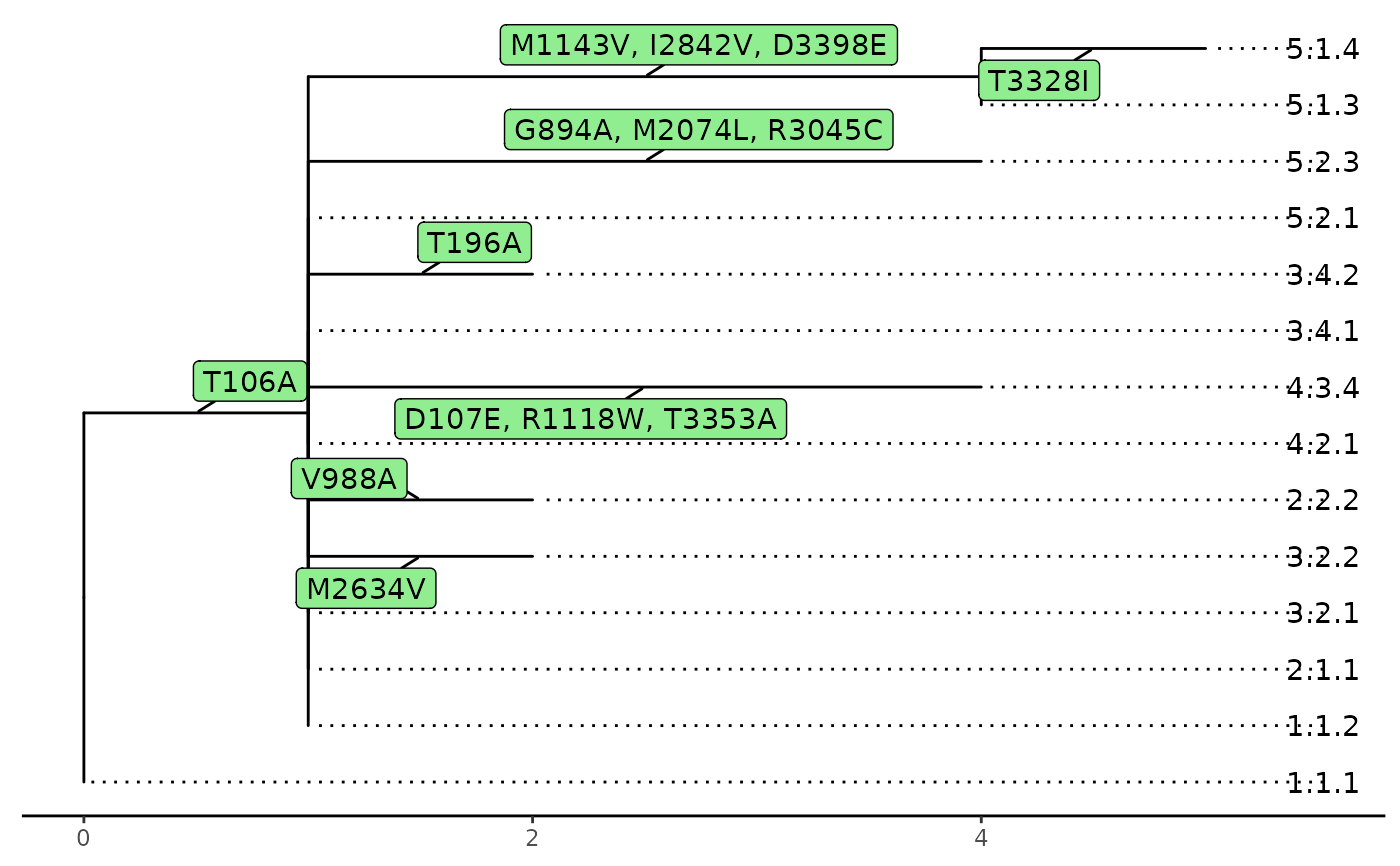 M1143V, I2842V, D3398E
5.1.4
T3328I
5.1.3
G894A, M2074L, R3045C
5.2.3
5.2.1
T196A
3.4.2
3.4.1
T106A
4.3.4
D107E, R1118W, T3353A
4.2.1
V988A
2.2.2
3.2.2
M2634V
3.2.1
2.1.1
1.1.2
1.1.1
0 2 4